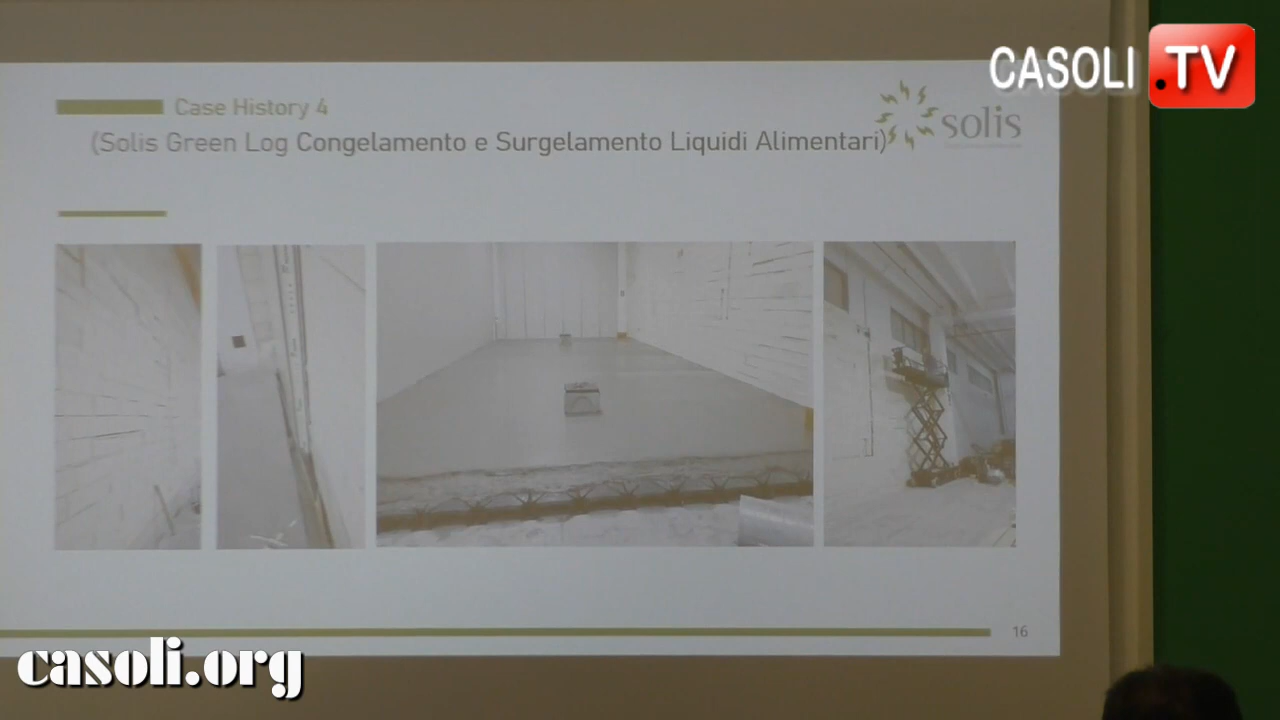 CASOLI.TV
Case History 4
solis
(Solis Green Log Congelamento e Surgelamento Liquidi Alimentari)
16
casoli.org